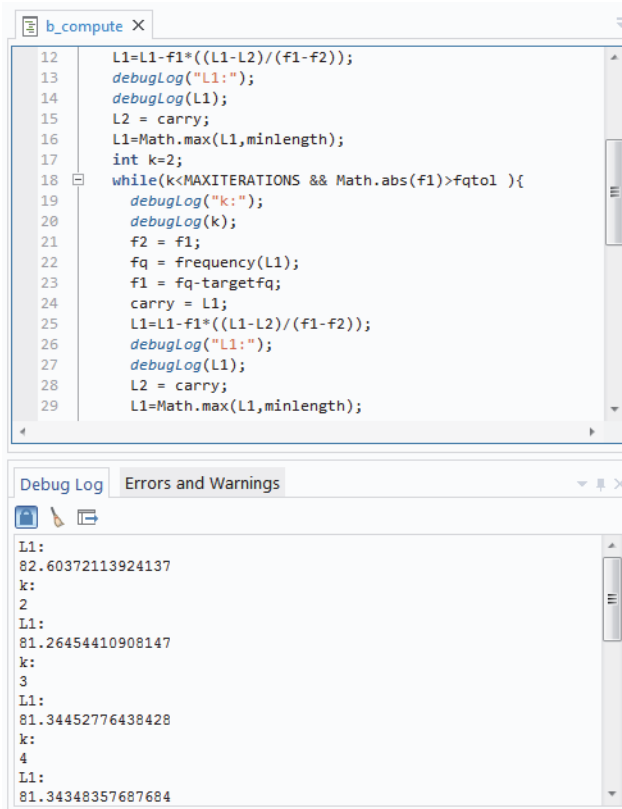 b_compute
12 L1=L1-f1*((L1-L2)/(f1-f2));
13 debugLog("L1:");
14 debugLog(L1);
15 L2 = carry;
16 L1=Math.max(L1,minlength);
17 int k=2;
18 while(k<MAXITERATIONS && Math.abs(f1)>fqtol ){
19 debugLog("k:");
20 debugLog(k);
21 f2 = f1;
22 fq = frequency(L1);
23 f1 = fq-targetfq;
24 carry = L1;
25 L1=L1-f1*((L1-L2)/(f1-f2));
26 debugLog("L1:");
27 debugLog(L1);
28 L2 = carry;
29 L1=Math.max(L1,minlength);
Debug Log Errors and Warnings
L1:
82.60372113924137
k:
2
L1:
81.26454410908147
k:
3
L1:
81.34452776438428
k:
4
L1:
81.34348357687684